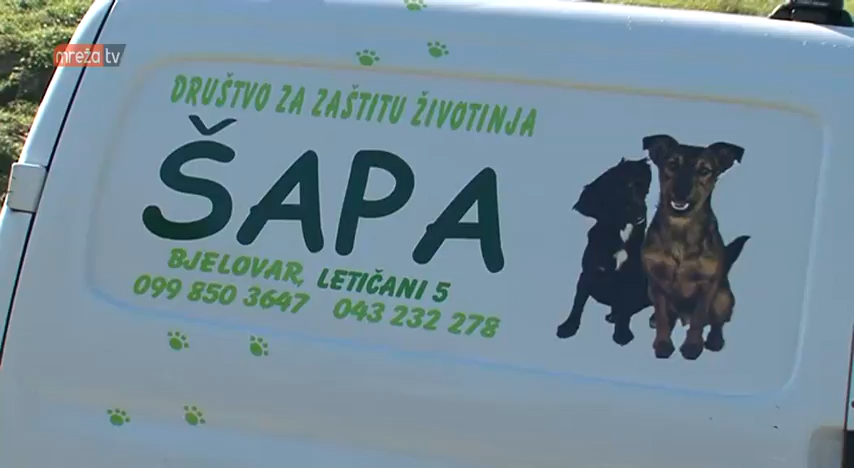 mreža tv
DRUŠTVO ZA ZAŠTITU ŽIVOTINJA
ŠAPA
BJELOVAR, LETIČANI 5
099 850 3647 043 232 278